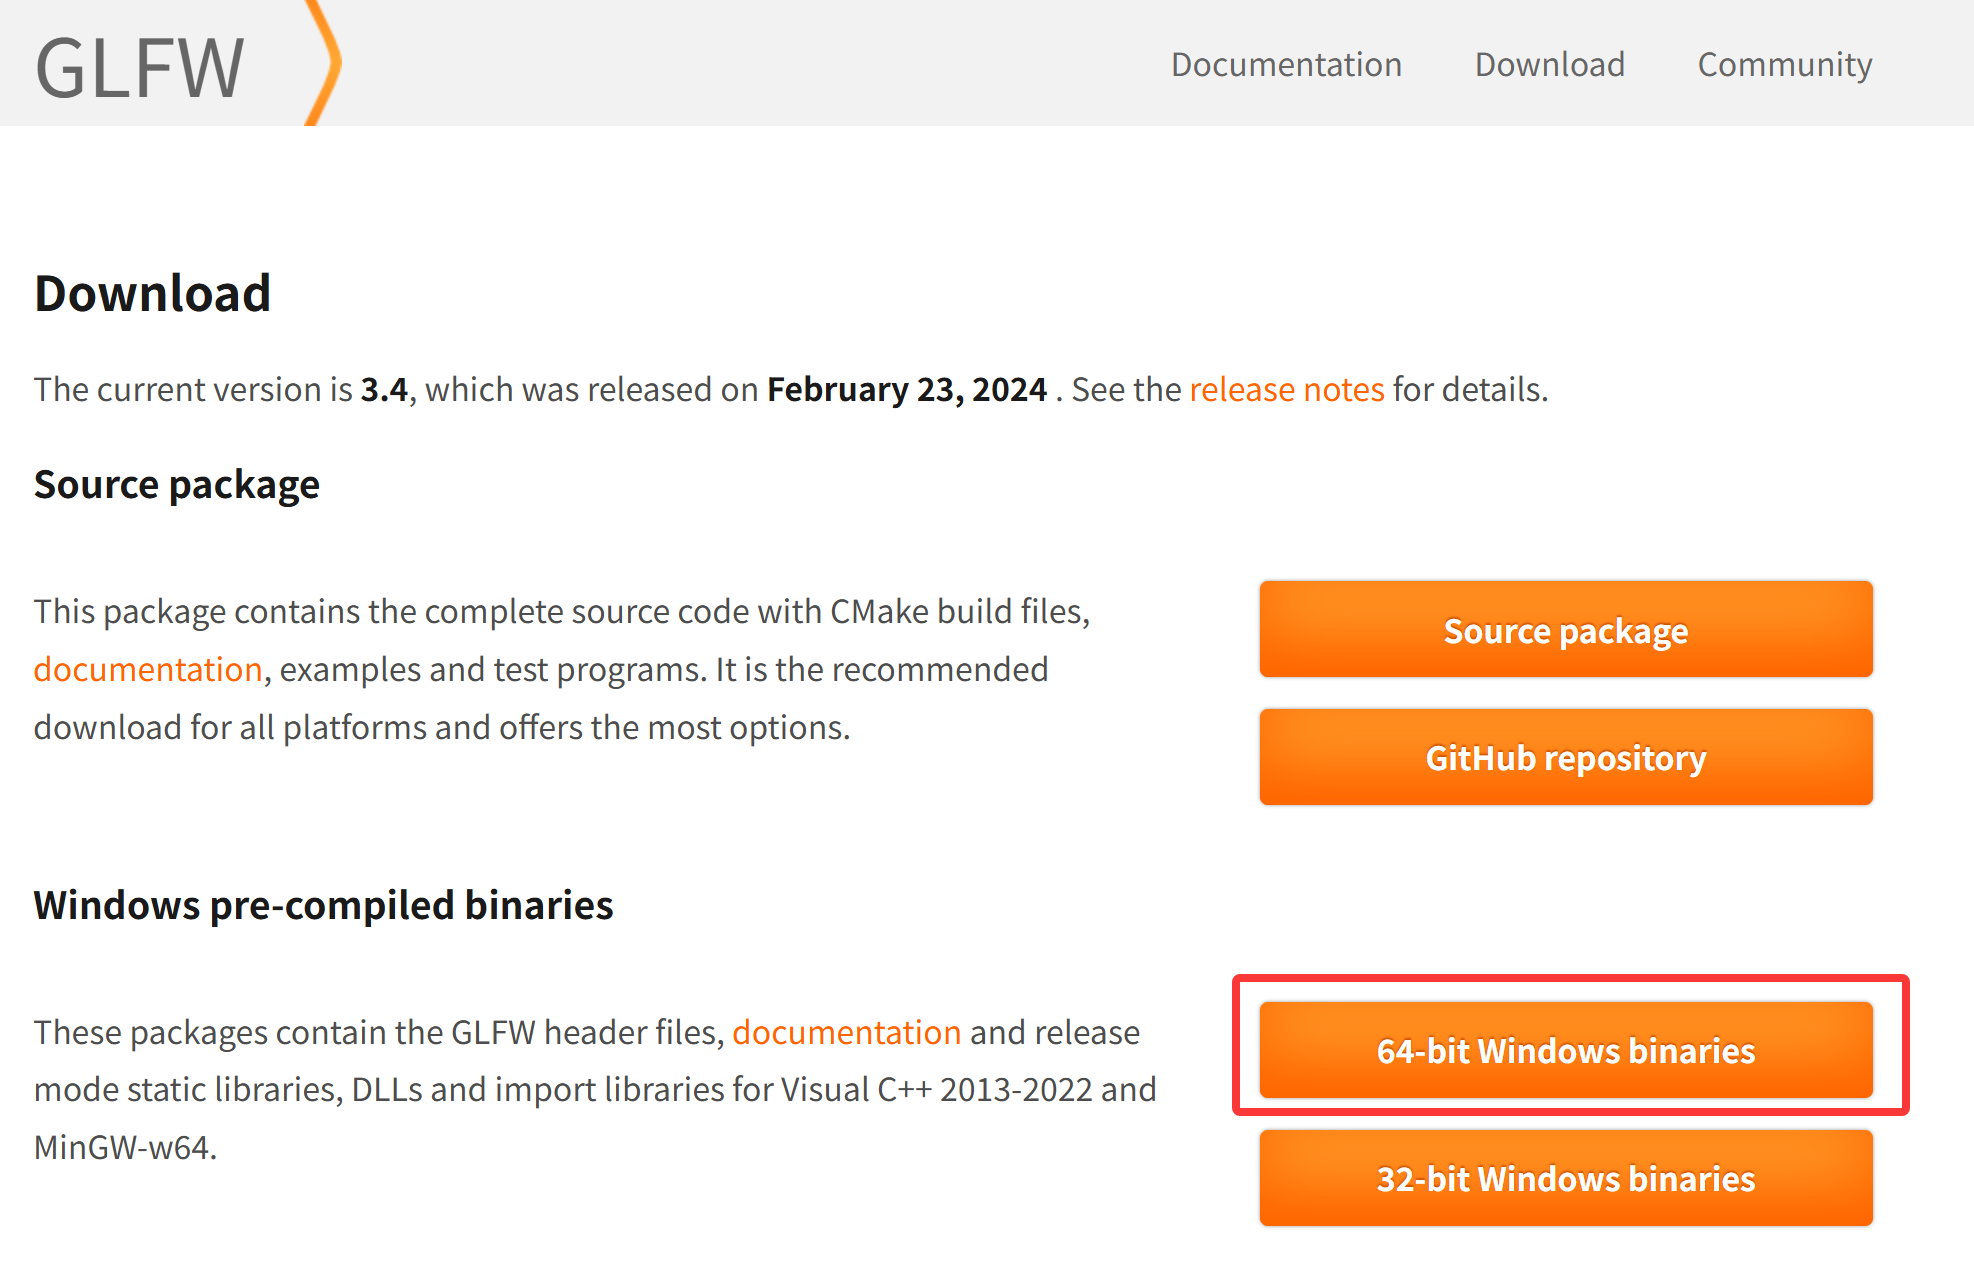 GLFW
Documentation Download Community
Download
The current version is 3.4, which was released on February 23, 2024 . See the release notes for details.
Source package
This package contains the complete source code with CMake build files,
documentation, examples and test programs. It is the recommended
download for all platforms and offers the most options.
Source package
GitHub repository
Windows pre-compiled binaries
These packages contain the GLFW header files, documentation and release
mode static libraries, DLLs and import libraries for Visual C++ 2013-2022 and
MinGW-w64.
64-bit Windows binaries
32-bit Windows binaries